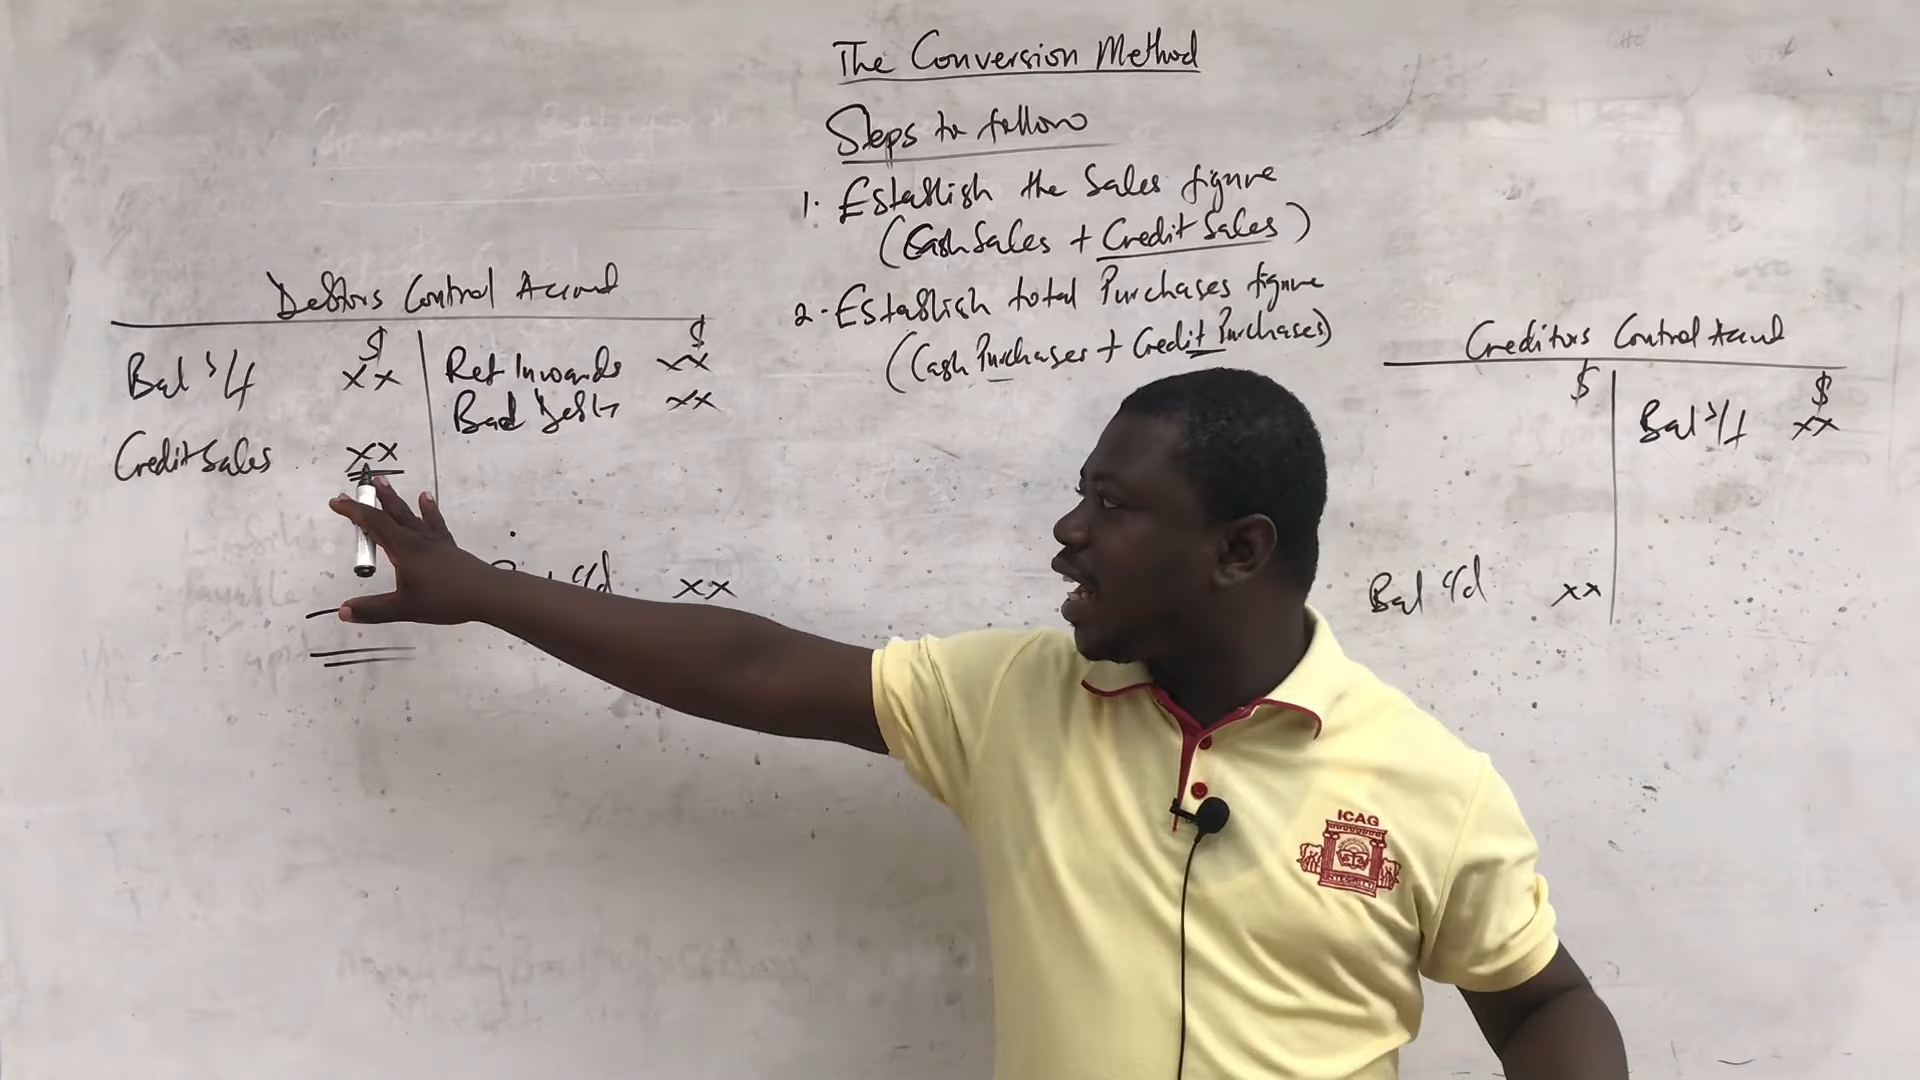 The Conversion Method
Steps to follow
1. Establish the Sales figure
(Cash Sales + Credit Sales)
2. Establish total Purchases figure
(Cash Purchases + Credit Purchases)
Debtors Control Account
$ $
Bal b/f xx Ret Inwards xx
Bad Debts xx
Credit Sales xx
c/d xx
Creditors Control Account
$ $
Bal b/f xx
Bal c/d xx
ICAG
INTEGRITY